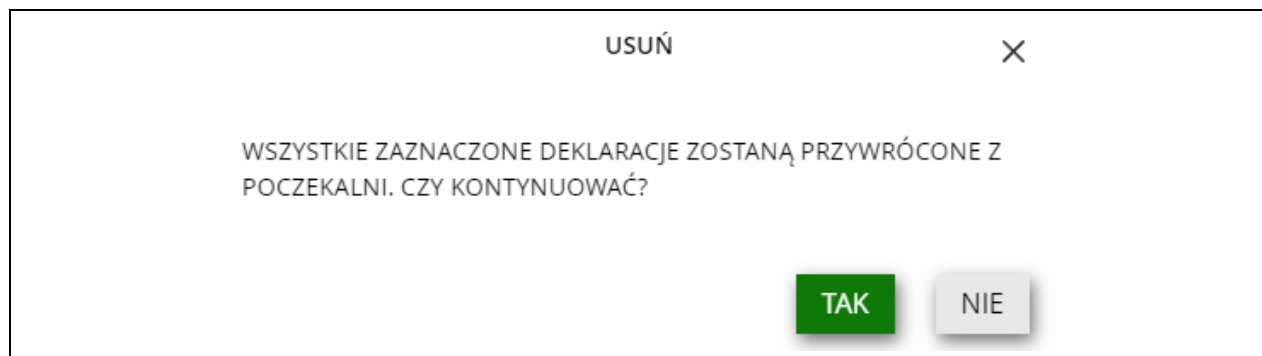 USUŃ
WSZYSTKIE ZAZNACZONE DEKLARACJE ZOSTANĄ PRZYWRÓCONE Z
POCZEKALNI. CZY KONTYNUOWAĆ?
TAK NIE